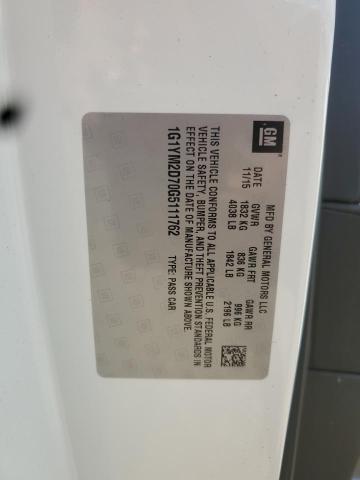 GM
MFD BY GENERAL MOTORS LLC
DATE GVWR GAWR FRT GAWR RR
11/15 1832 KG 836 KG 996 KG
4038 LB 1842 LB 2196 LB
THIS VEHICLE CONFORMS TO ALL APPLICABLE U.S. FEDERAL MOTOR
VEHICLE SAFETY, BUMPER, AND THEFT PREVENTION STANDARDS IN
EFFECT ON THE DATE OF MANUFACTURE SHOWN ABOVE.
1G1YM2D70G5111762 TYPE: PASS CAR